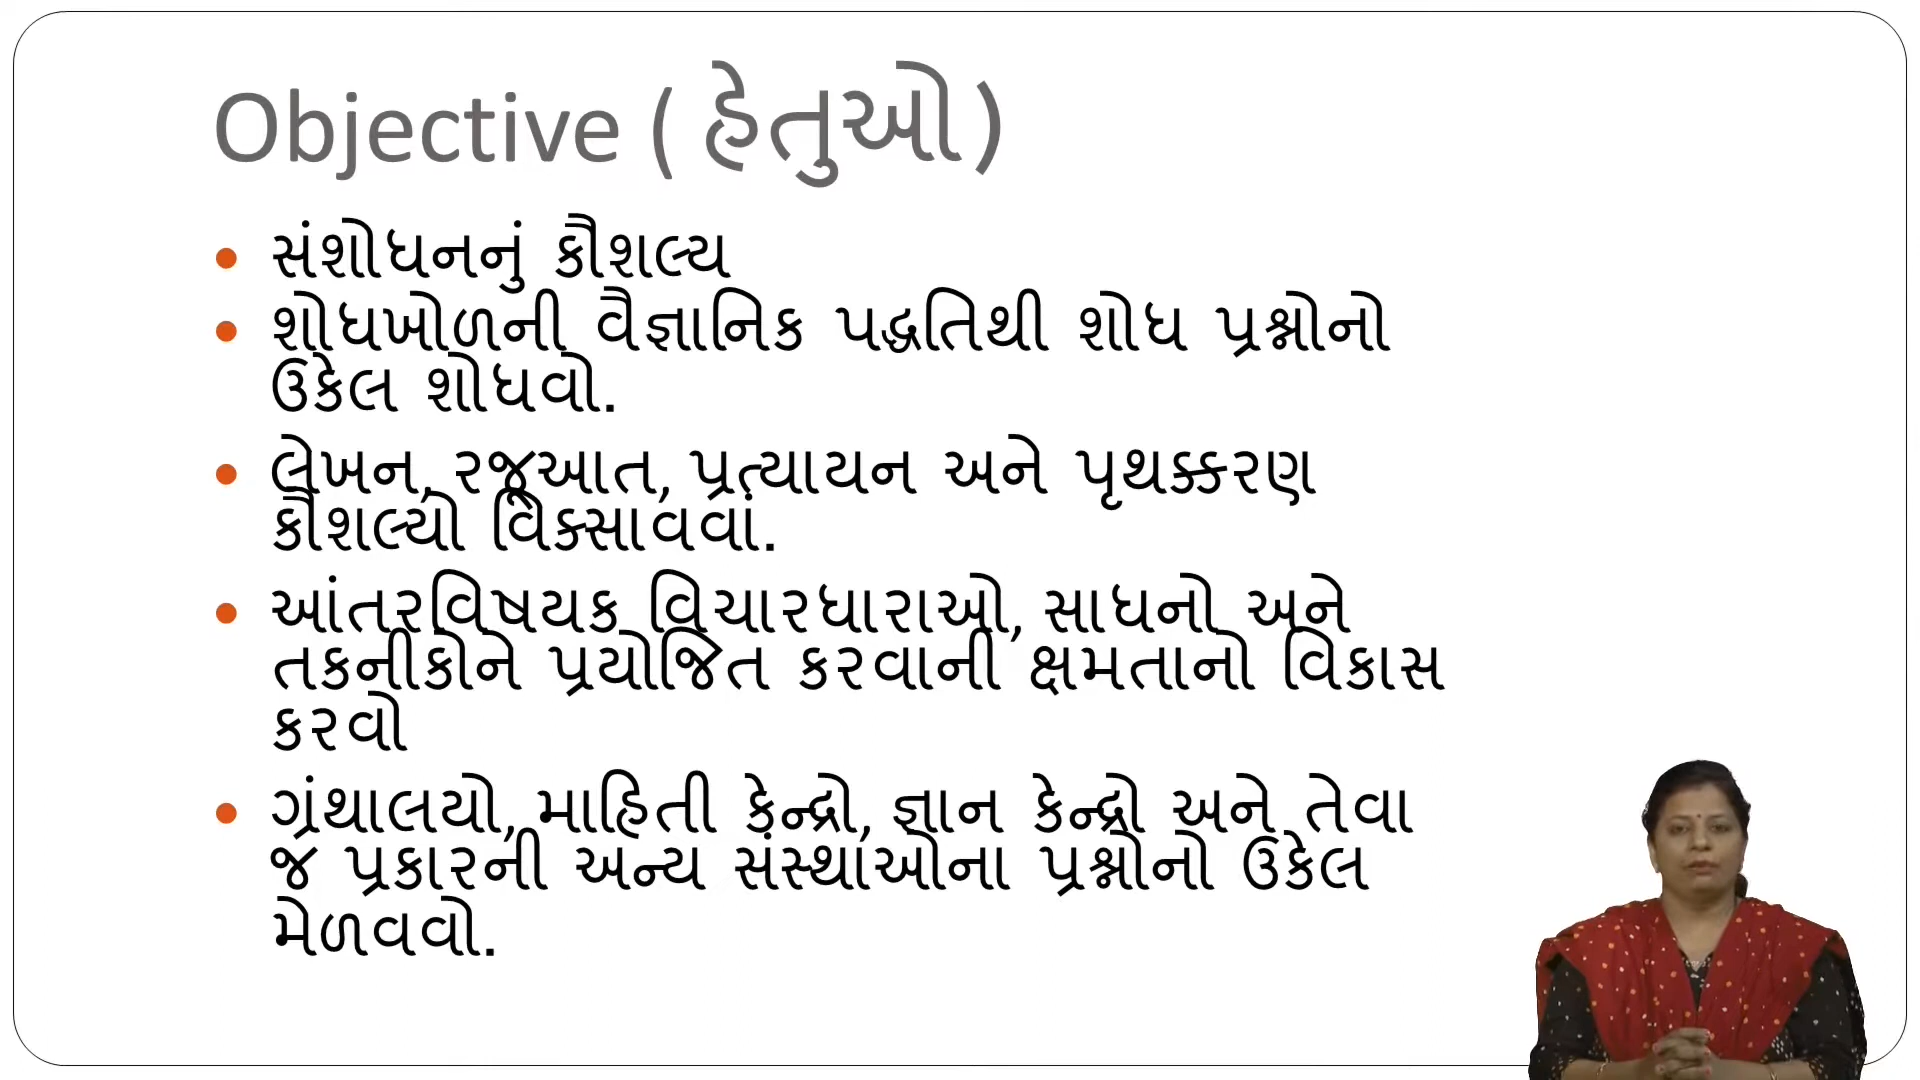 Objective ( હેતુઓ)
• સંશોધનનું કૌશલ્ય
• શોધખોળની વૈજ્ઞાનિક પદ્ધતિથી શોધ પ્રશ્નોનો
ઉકેલ શોધવો.
• લેખન, રજૂઆત, પ્રત્યાયન અને પૃથક્કરણ
કૌશલ્યો વિક્સાવવાં.
• આંતરવિષયક વિચારધારાઓ, સાધનો અને
તકનીકોને પ્રયોજિત કરવાની ક્ષમતાનો વિકાસ
કરવો
• ગ્રંથાલયો, માહિતી કેન્દ્રો, જ્ઞાન કેન્દ્રો અને તેવા
જ પ્રકારની અન્ય સંસ્થાઓના પ્રશ્નોનો ઉકેલ
મેળવવો.